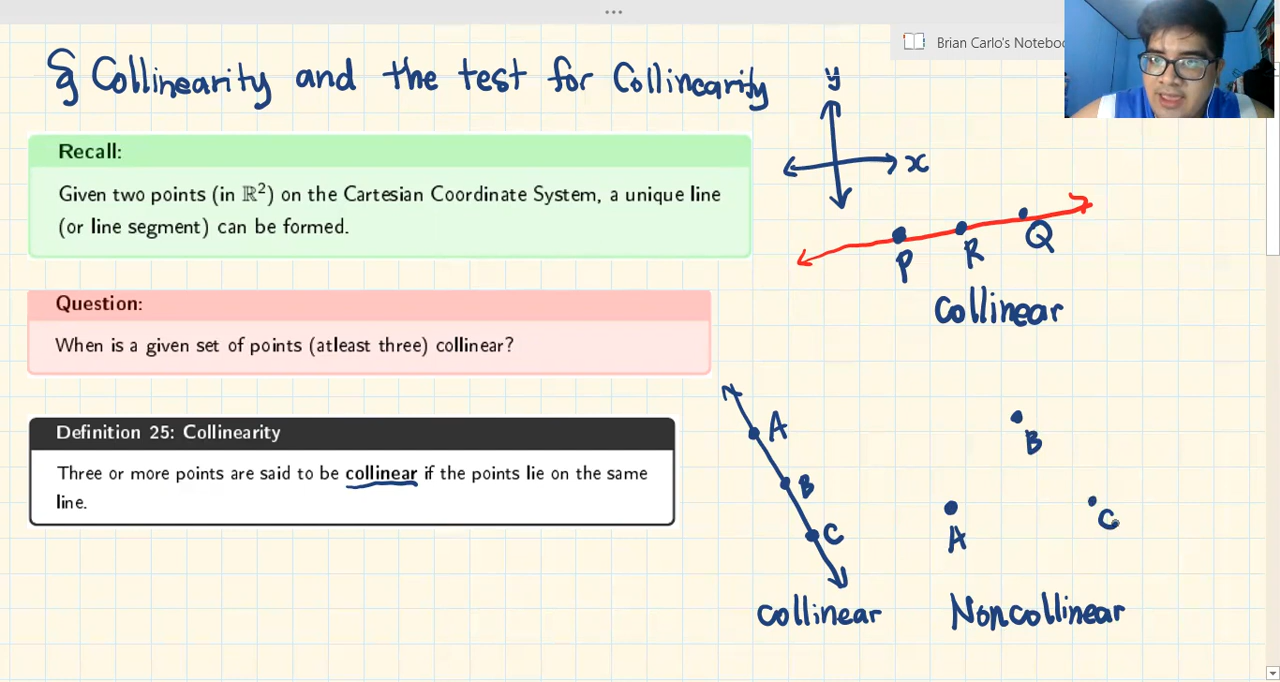 § Collinearity and the test for Collinearity
Brian Carlo's
Recall:
Given two points (in ℝ²) on the Cartesian Coordinate System, a unique line
(or line segment) can be formed.
Question:
When is a given set of points (atleast three) collinear?
Definition 25: Collinearity
Three or more points are said to be collinear if the points lie on the same
line.
y
x
P
R
Q
Collinear
A
B
C
collinear
B
A
C
Noncollinear